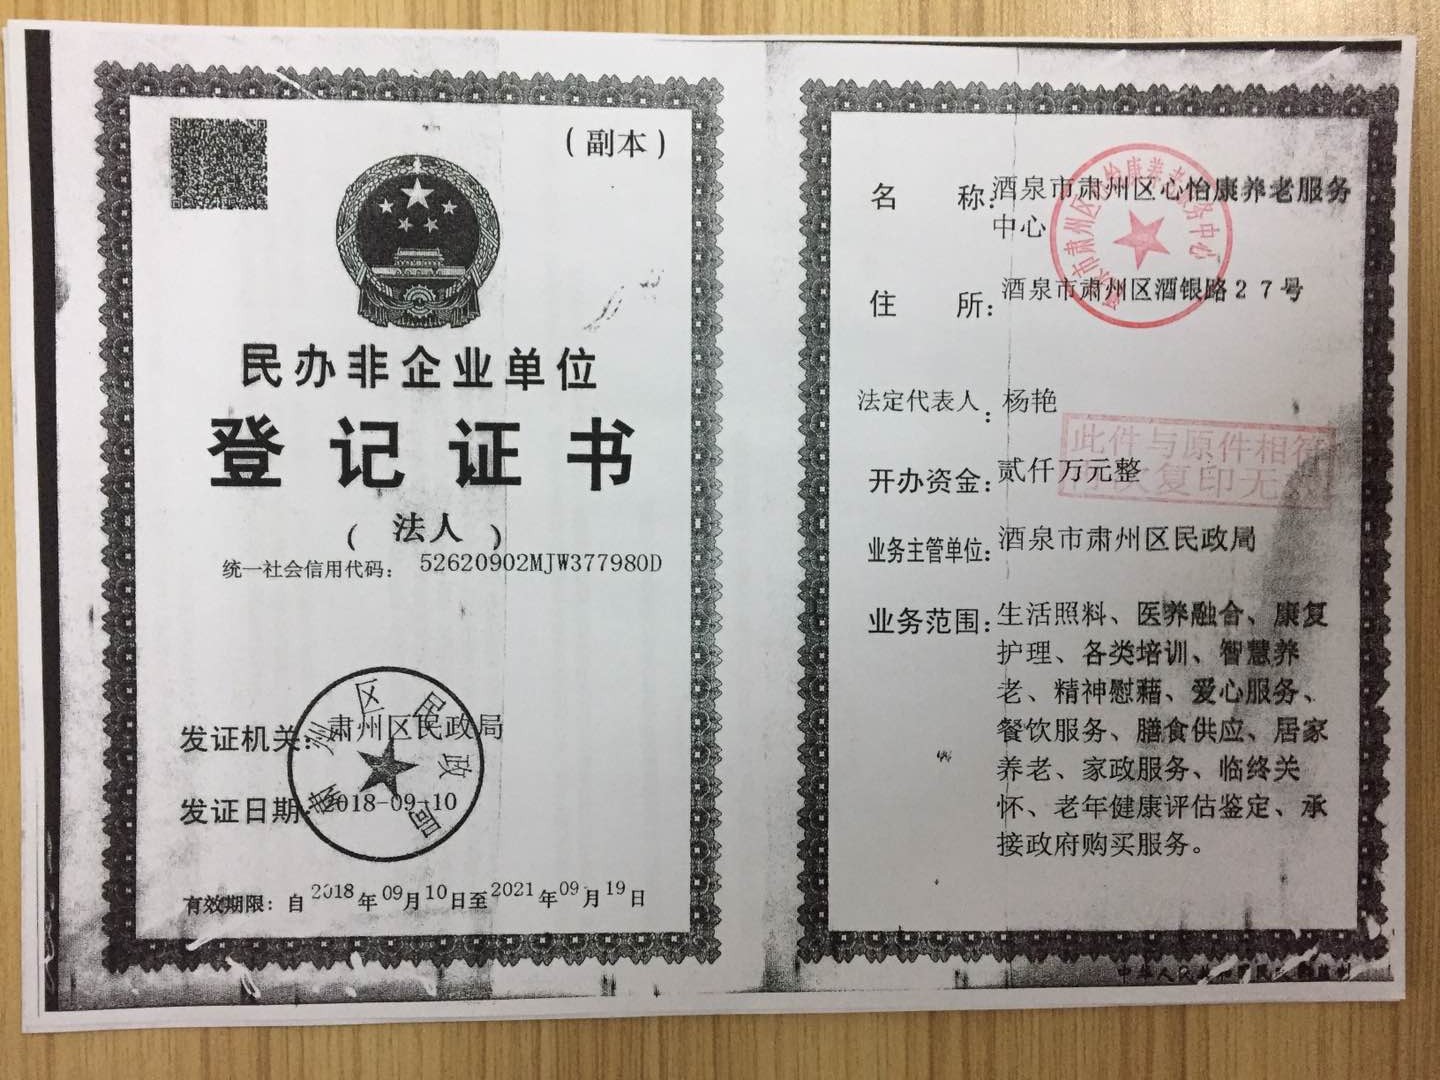 （副本）
民办非企业单位
登记证书
（法人）
统一社会信用代码：52620902MJW377980D
发证机关：肃州区民政局
发证日期：2018-09-10
肃州区民政局
有效期限：自2018年09月10日至2021年09月19日
名称：酒泉市肃州区心怡康养老服务
中心
住所：酒泉市肃州区酒银路27号
法定代表人：杨艳
开办资金：贰仟万元整
业务主管单位：酒泉市肃州区民政局
业务范围：生活照料、医养融合、康复
护理、各类培训、智慧养
老、精神慰藉、爱心服务、
餐饮服务、膳食供应、居家
养老、家政服务、临终关
怀、老年健康评估鉴定、承
接政府购买服务。
市肃州区心怡康养老服务中心
此件与原件相符
复印无效
中华人民共和国民政部监制